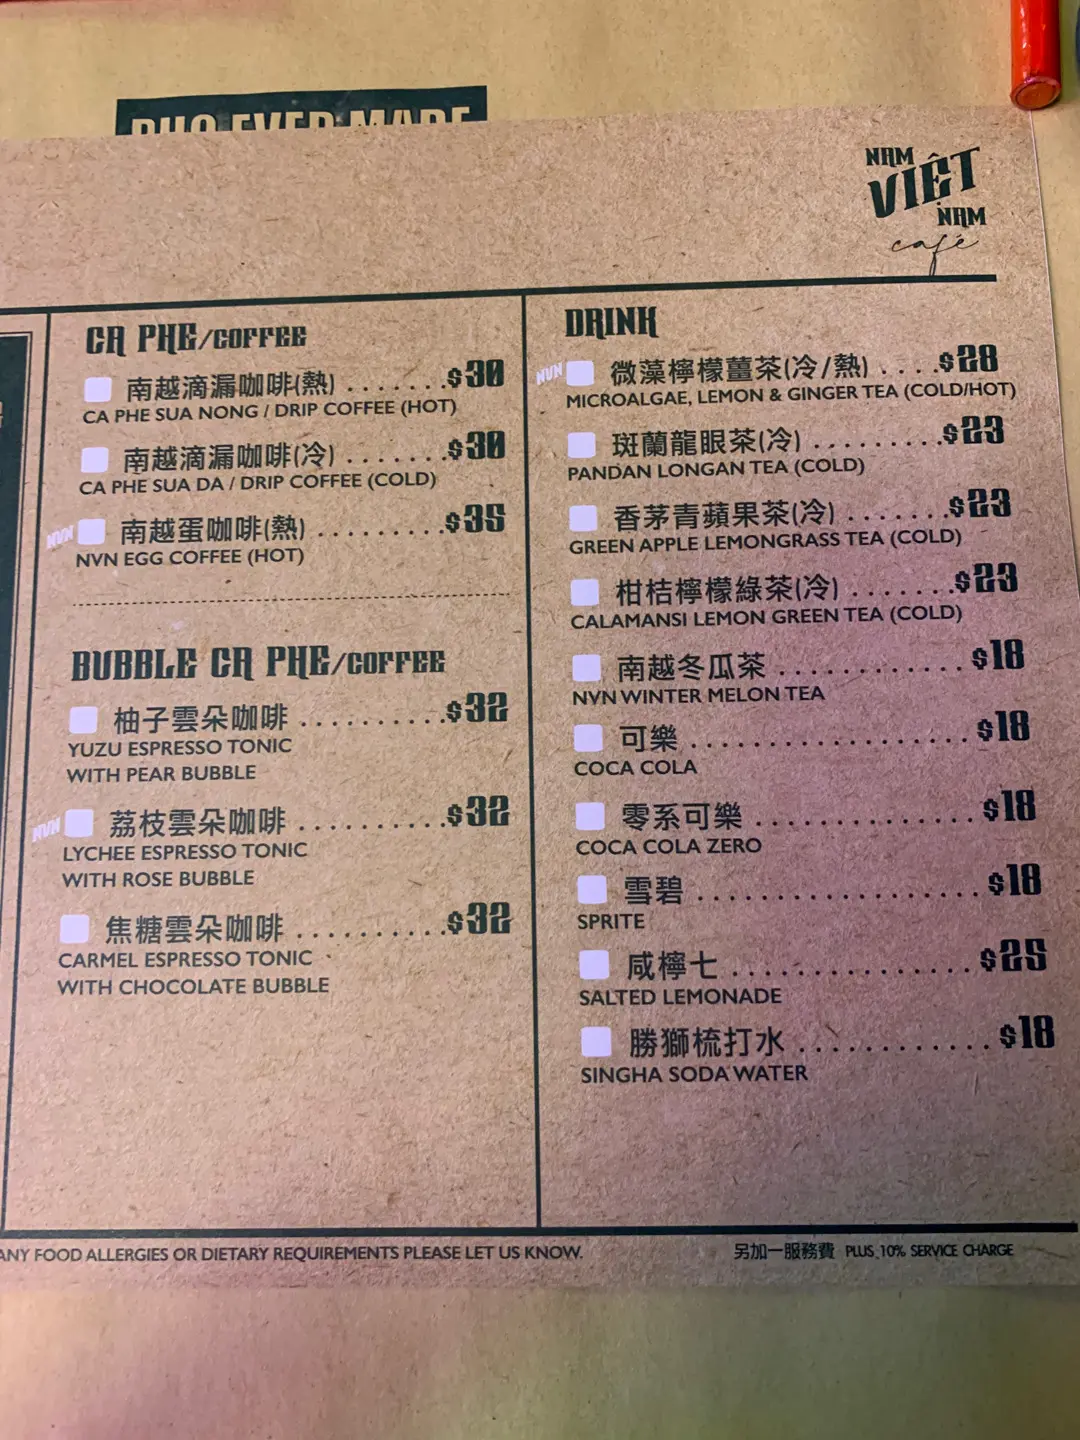 PHO EVER MADE
NAM
VIỆT
NAM
café
CA PHE/COFFEE
南越滴漏咖啡(熱) .......$30
CA PHE SUA NONG / DRIP COFFEE (HOT)
南越滴漏咖啡(冷) .......$30
CA PHE SUA DA / DRIP COFFEE (COLD)
NVN 南越蛋咖啡(熱) .........$35
NVN EGG COFFEE (HOT)
BUBBLE CA PHE/COFFEE
柚子雲朵咖啡 ..........$32
YUZU ESPRESSO TONIC
WITH PEAR BUBBLE
NVN 荔枝雲朵咖啡 ..........$32
LYCHEE ESPRESSO TONIC
WITH ROSE BUBBLE
焦糖雲朵咖啡 ..........$32
CARMEL ESPRESSO TONIC
WITH CHOCOLATE BUBBLE
DRINK
NVN 微藻檸檬薑茶(冷/熱) ....$28
MICROALGAE, LEMON & GINGER TEA (COLD/HOT)
斑蘭龍眼茶(冷) .........$23
PANDAN LONGAN TEA (COLD)
香茅青蘋果茶(冷) .......$23
GREEN APPLE LEMONGRASS TEA (COLD)
柑桔檸檬綠茶(冷) .......$23
CALAMANSI LEMON GREEN TEA (COLD)
南越冬瓜茶 ............$18
NVN WINTER MELON TEA
可樂 ..................$18
COCA COLA
零系可樂 ..............$18
COCA COLA ZERO
雪碧 ..................$18
SPRITE
咸檸七 ................$25
SALTED LEMONADE
勝獅梳打水 ............$18
SINGHA SODA WATER
ANY FOOD ALLERGIES OR DIETARY REQUIREMENTS PLEASE LET US KNOW.
另加一服務費 PLUS 10% SERVICE CHARGE